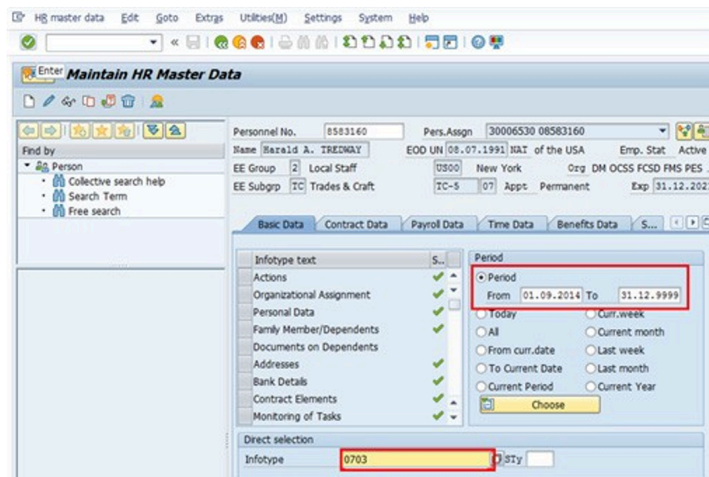 HR master data Edit Goto Extras Utilities(M) Settings System Help
Enter
Maintain HR Master Data
Find by
Person
Collective search help
Search Term
Free search
Personnel No. 8583160 Pers.Assgn 30006530 08583160
Name Harald A. TREDWAY EOD UN 08.07.1991 NAT of the USA Emp. Stat Active
EE Group 2 Local Staff US00 New York Org DM OCSS FCSD FMS PES
EE Subgrp TC Trades & Craft TC-5 07 Appt Permanent Exp 31.12.202
Basic Data Contract Data Payroll Data Time Data Benefits Data S...
Infotype text S..
Actions
Organizational Assignment
Personal Data
Family Member/Dependents
Documents on Dependents
Addresses
Bank Details
Contract Elements
Monitoring of Tasks
Period
Period
From 01.09.2014 To 31.12.9999
Today Curr.week
All Current month
From curr.date Last week
To Current Date Last month
Current Period Current Year
Choose
Direct selection
Infotype 0703 STy